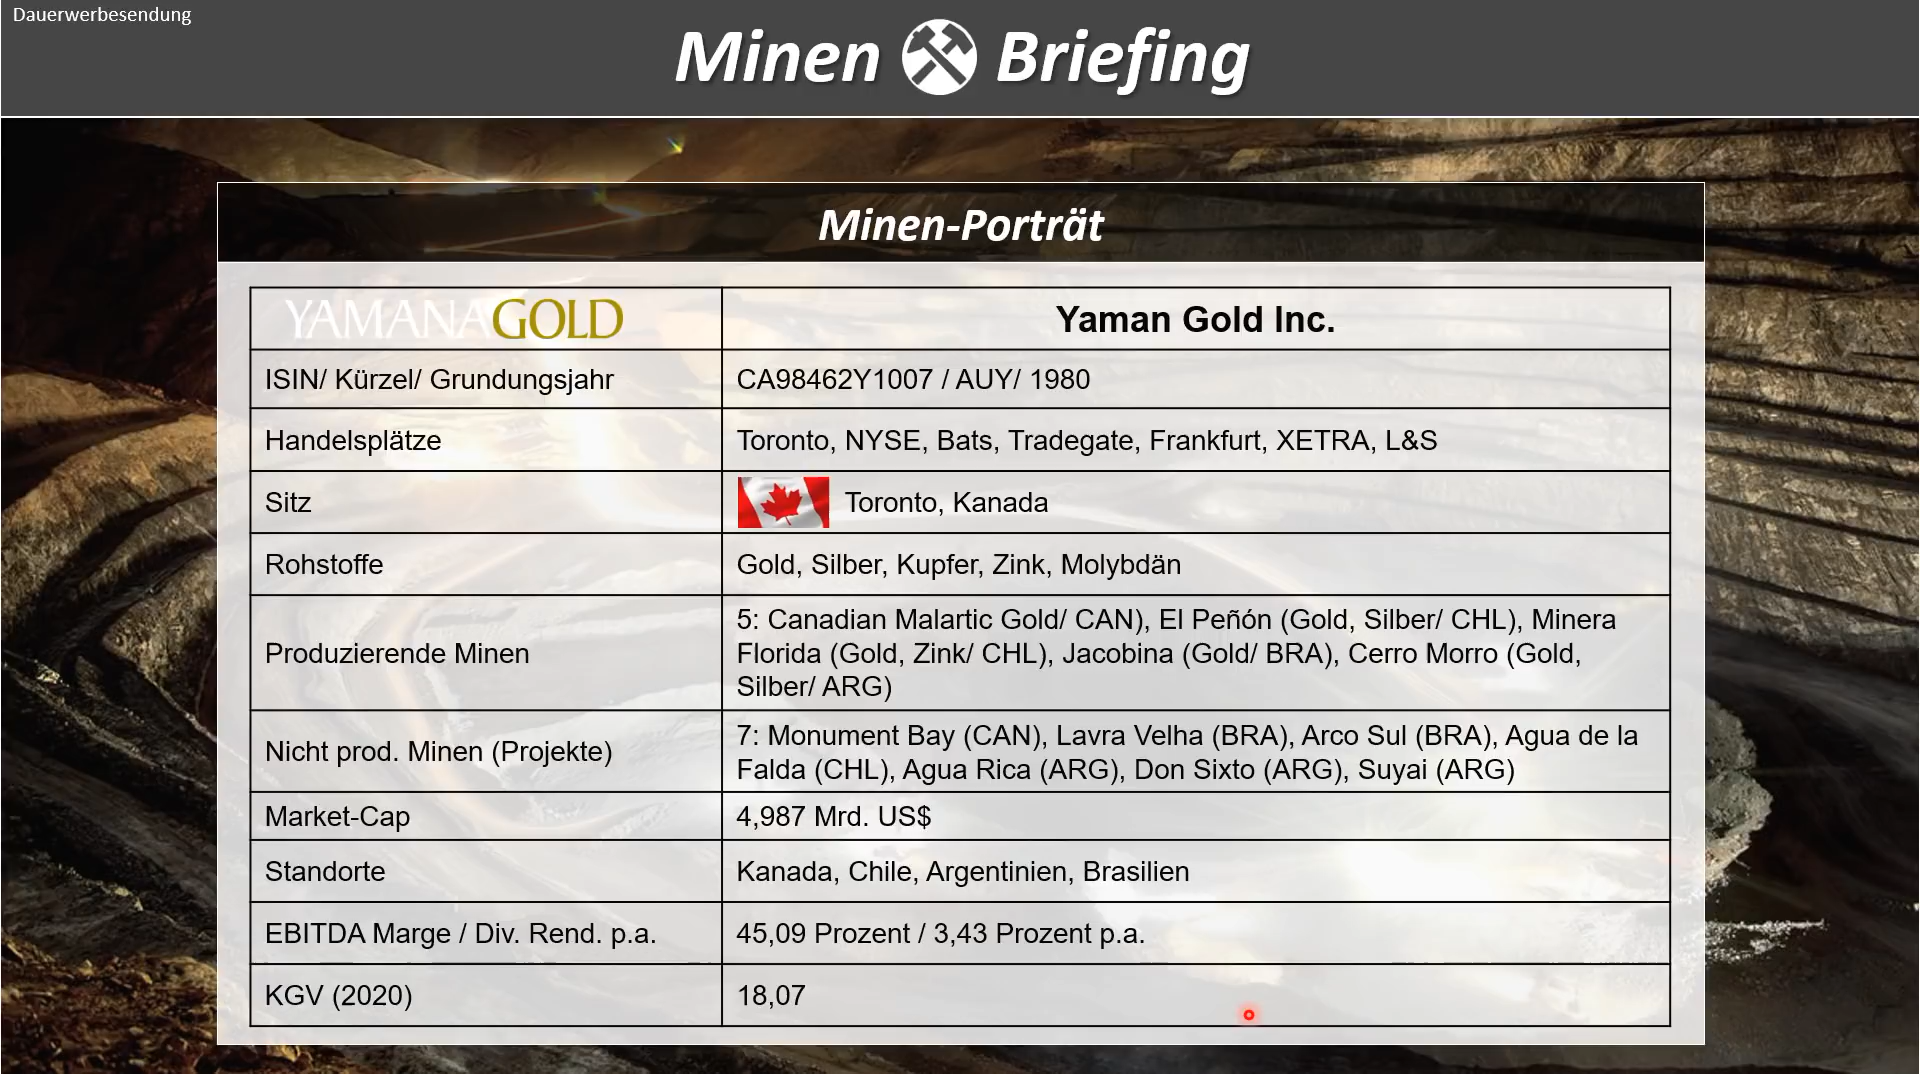 Dauerwerbesendung
Minen Briefing
Minen-Porträt
YAMANAGOLD
Yaman Gold Inc.
ISIN/ Kürzel/ Grundungsjahr
CA98462Y1007 / AUY/ 1980
Handelsplätze
Toronto, NYSE, Bats, Tradegate, Frankfurt, XETRA, L&S
Sitz
Toronto, Kanada
Rohstoffe
Gold, Silber, Kupfer, Zink, Molybdän
Produzierende Minen
5: Canadian Malartic Gold/ CAN), El Peñón (Gold, Silber/ CHL), Minera
Florida (Gold, Zink/ CHL), Jacobina (Gold/ BRA), Cerro Morro (Gold,
Silber/ ARG)
Nicht prod. Minen (Projekte)
7: Monument Bay (CAN), Lavra Velha (BRA), Arco Sul (BRA), Agua de la
Falda (CHL), Agua Rica (ARG), Don Sixto (ARG), Suyai (ARG)
Market-Cap
4,987 Mrd. US$
Standorte
Kanada, Chile, Argentinien, Brasilien
EBITDA Marge / Div. Rend. p.a.
45,09 Prozent / 3,43 Prozent p.a.
KGV (2020)
18,07